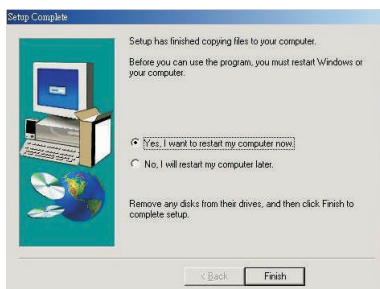 Setup Complete
Setup has finished copying files to your computer.
Before you can use the program, you must restart Windows or
your computer.
Yes, I want to restart my computer now.
No, I will restart my computer later.
Remove any disks from their drives, and then click Finish to
complete setup.
< Back
Finish